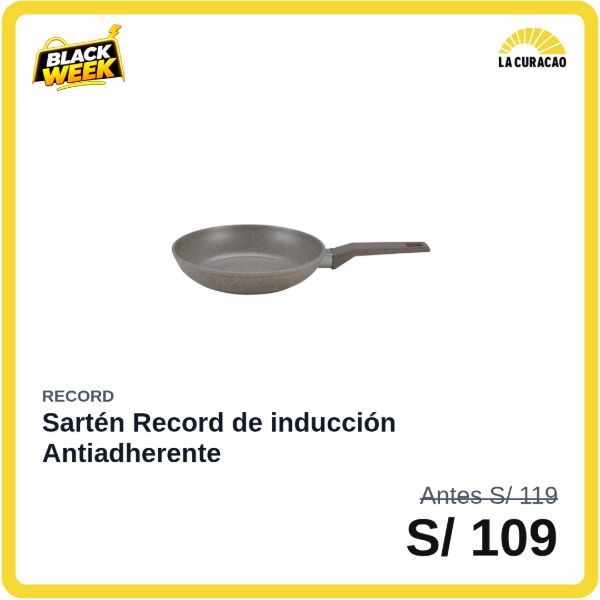 BLACK
WEEK
LA CURACAO
RECORD
Sartén Record de inducción
Antiadherente
Antes S/ 119
S/ 109